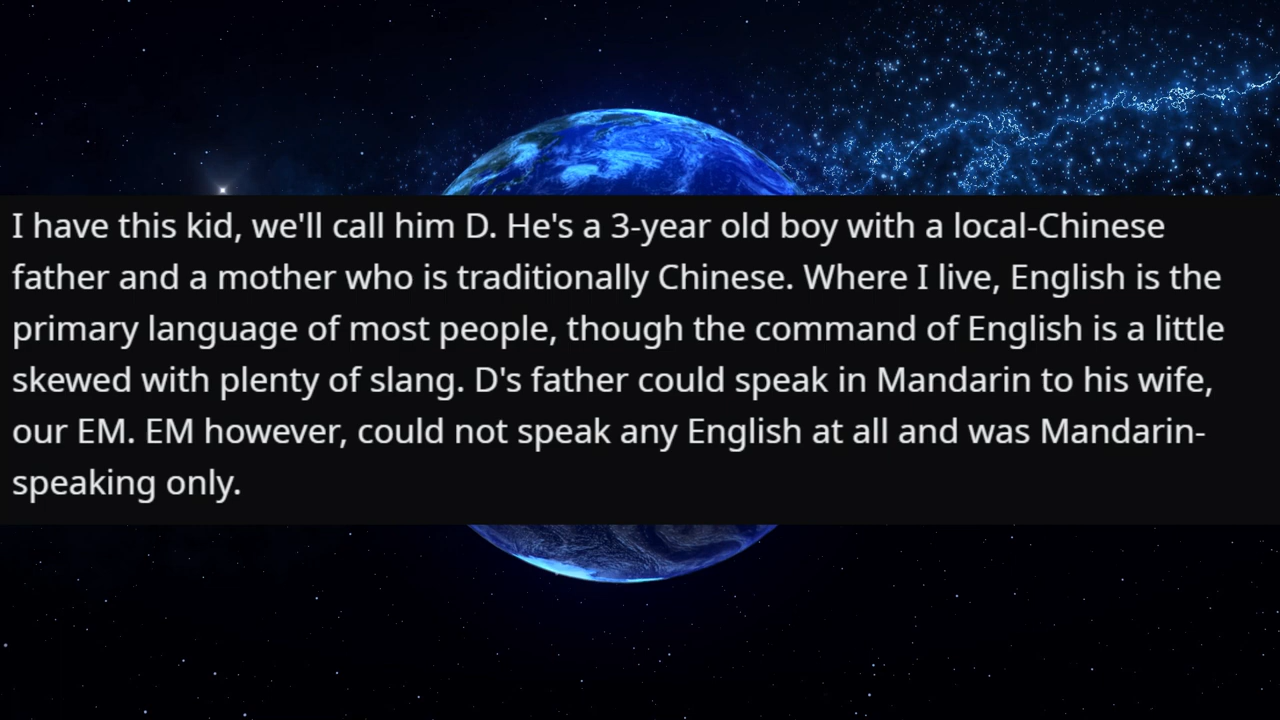 I have this kid, we'll call him D. He's a 3-year old boy with a local-Chinese
father and a mother who is traditionally Chinese. Where I live, English is the
primary language of most people, though the command of English is a little
skewed with plenty of slang. D's father could speak in Mandarin to his wife,
our EM. EM however, could not speak any English at all and was Mandarin-
speaking only.